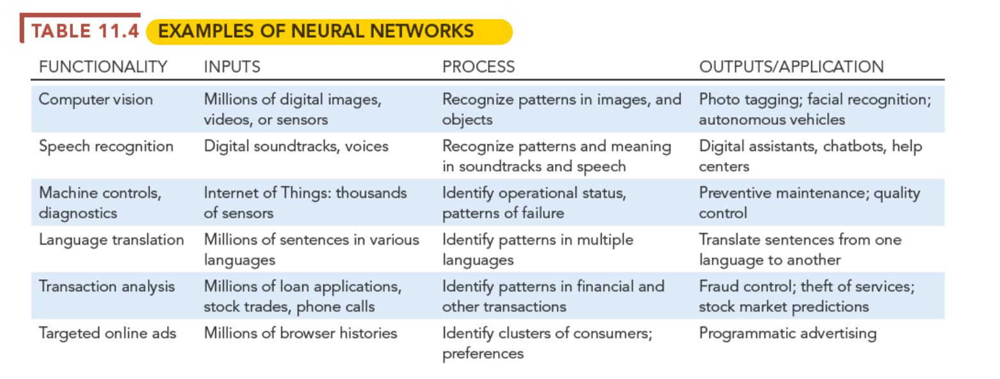 TABLE 11.4 EXAMPLES OF NEURAL NETWORKS
FUNCTIONALITY INPUTS PROCESS OUTPUTS/APPLICATION
Computer vision Millions of digital images, Recognize patterns in images, and Photo tagging; facial recognition;
videos, or sensors objects autonomous vehicles
Speech recognition Digital soundtracks, voices Recognize patterns and meaning Digital assistants, chatbots, help
in soundtracks and speech centers
Machine controls, Internet of Things: thousands Identify operational status, Preventive maintenance; quality
diagnostics of sensors patterns of failure control
Language translation Millions of sentences in various Identify patterns in multiple Translate sentences from one
languages languages language to another
Transaction analysis Millions of loan applications, Identify patterns in financial and Fraud control; theft of services;
stock trades, phone calls other transactions stock market predictions
Targeted online ads Millions of browser histories Identify clusters of consumers; Programmatic advertising
preferences